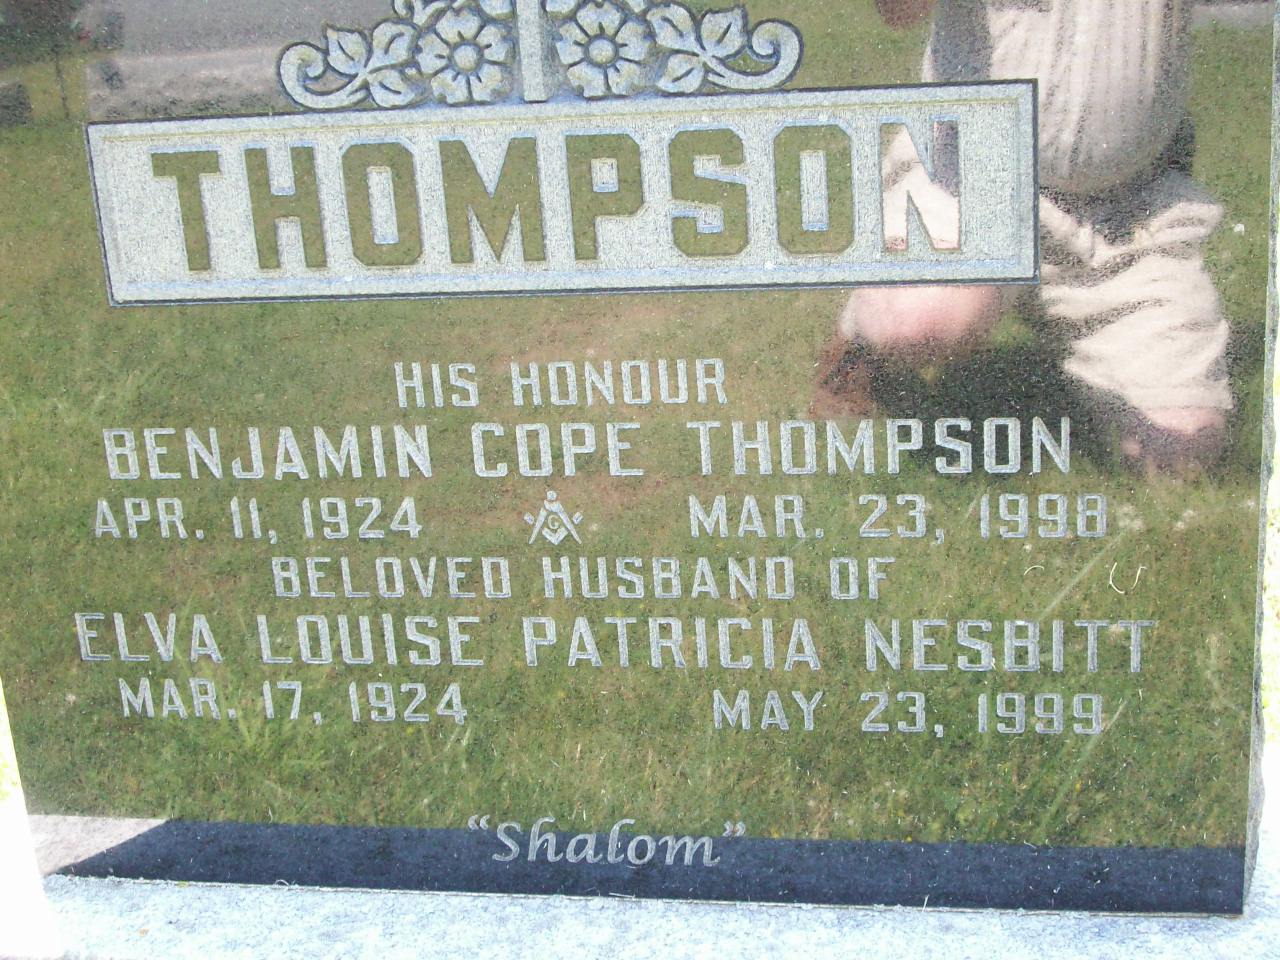 THOMPSON
HIS HONOUR
BENJAMIN COPE THOMPSON
APR. 11, 1924 G MAR. 23, 1998
BELOVED HUSBAND OF
ELVA LOUISE PATRICIA NESBITT
MAR. 17, 1924 MAY 23, 1999
“Shalom”